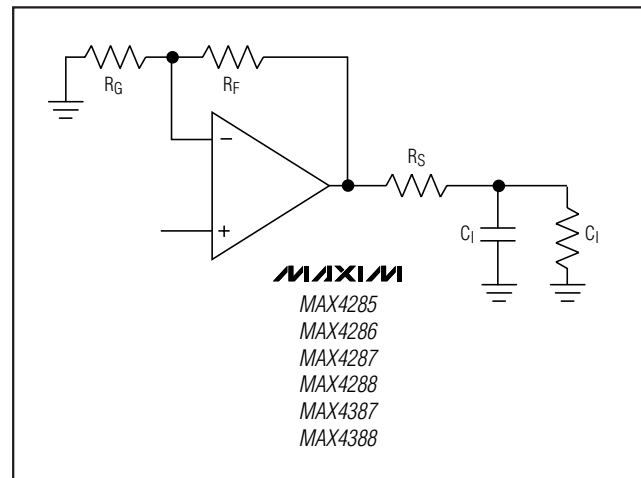 RG
RF
−
RS
+
CI
CI
MAXIM
MAX4285
MAX4286
MAX4287
MAX4288
MAX4387
MAX4388